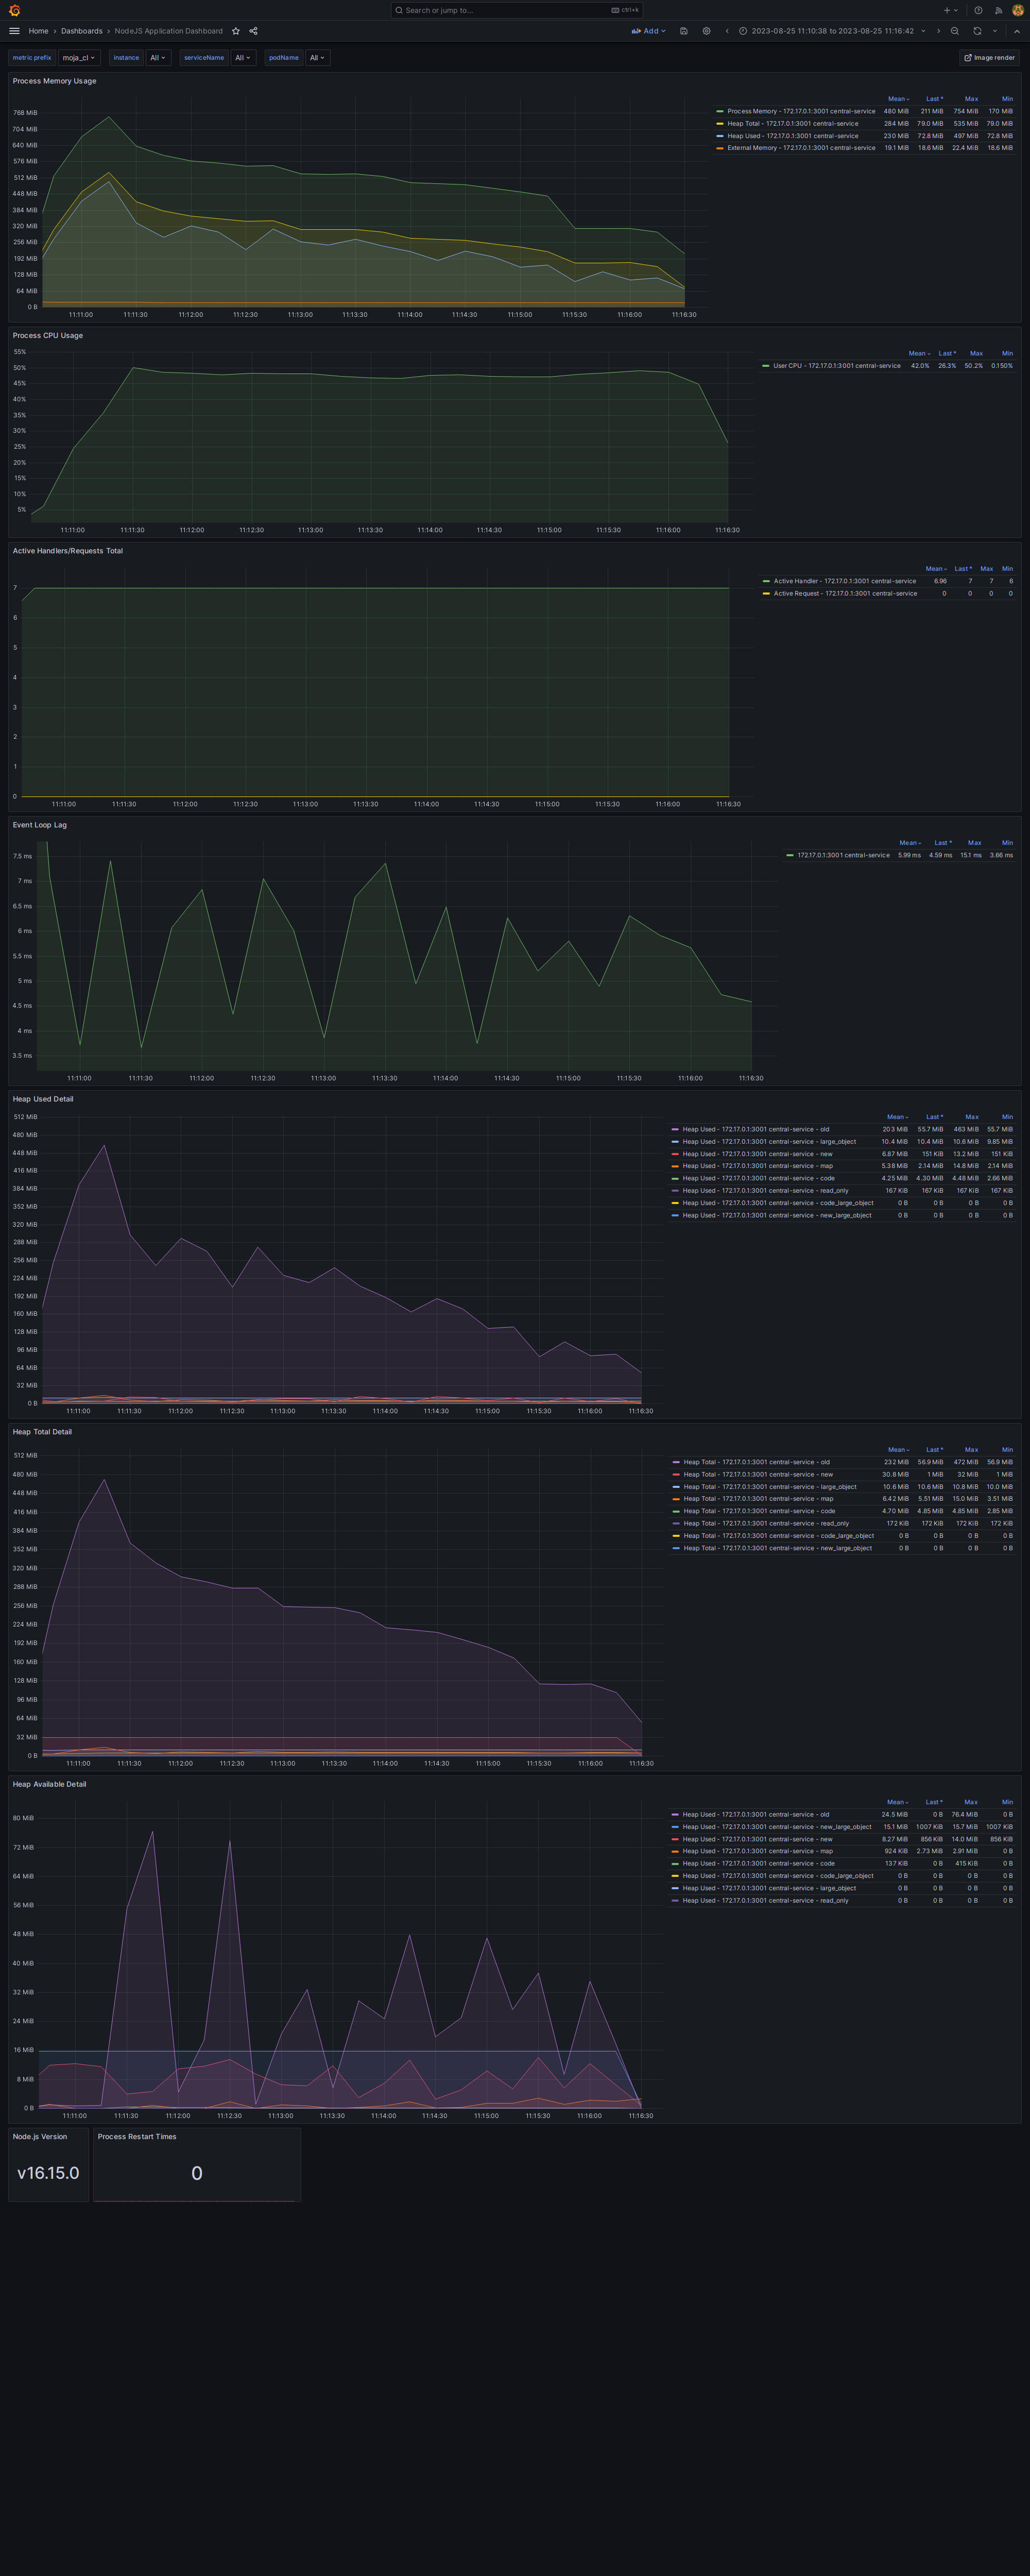 Search or jump to... ctrl+k
Home > Dashboards > NodeJS Application Dashboard Add 2023-08-25 11:10:38 to 2023-08-25 11:16:42
metric prefix moja_cl instance All serviceName All podName All Image render
Process Memory Usage
Mean Last * Max Min
Process Memory - 172.17.0.1:3001 central-service 480 MiB 211 MiB 754 MiB 170 MiB
Heap Total - 172.17.0.1:3001 central-service 284 MiB 79.0 MiB 535 MiB 79.0 MiB
Heap Used - 172.17.0.1:3001 central-service 230 MiB 72.8 MiB 497 MiB 72.8 MiB
External Memory - 172.17.0.1:3001 central-service 19.1 MiB 18.6 MiB 22.4 MiB 18.6 MiB
768 MiB
704 MiB
640 MiB
576 MiB
512 MiB
448 MiB
384 MiB
320 MiB
256 MiB
192 MiB
128 MiB
64 MiB
0 B
11:11:00 11:11:30 11:12:00 11:12:30 11:13:00 11:13:30 11:14:00 11:14:30 11:15:00 11:15:30 11:16:00 11:16:30
Process CPU Usage
Mean Last * Max Min
User CPU - 172.17.0.1:3001 central-service 42.0% 26.3% 50.2% 0.150%
55%
50%
45%
40%
35%
30%
25%
20%
15%
10%
5%
11:11:00 11:11:30 11:12:00 11:12:30 11:13:00 11:13:30 11:14:00 11:14:30 11:15:00 11:15:30 11:16:00 11:16:30
Active Handlers/Requests Total
Mean Last * Max Min
Active Handler - 172.17.0.1:3001 central-service 6.96 7 7 6
Active Request - 172.17.0.1:3001 central-service 0 0 0 0
7
6
5
4
3
2
1
0
11:11:00 11:11:30 11:12:00 11:12:30 11:13:00 11:13:30 11:14:00 11:14:30 11:15:00 11:15:30 11:16:00 11:16:30
Event Loop Lag
Mean Last * Max Min
172.17.0.1:3001 central-service 5.99 ms 4.59 ms 15.1 ms 3.66 ms
7.5 ms
7 ms
6.5 ms
6 ms
5.5 ms
5 ms
4.5 ms
4 ms
3.5 ms
11:11:00 11:11:30 11:12:00 11:12:30 11:13:00 11:13:30 11:14:00 11:14:30 11:15:00 11:15:30 11:16:00 11:16:30
Heap Used Detail
Mean Last * Max Min
Heap Used - 172.17.0.1:3001 central-service - old 203 MiB 55.7 MiB 463 MiB 55.7 MiB
Heap Used - 172.17.0.1:3001 central-service - large_object 10.4 MiB 10.4 MiB 10.6 MiB 9.85 MiB
Heap Used - 172.17.0.1:3001 central-service - new 6.87 MiB 151 KiB 13.2 MiB 151 KiB
Heap Used - 172.17.0.1:3001 central-service - map 5.38 MiB 2.14 MiB 14.8 MiB 2.14 MiB
Heap Used - 172.17.0.1:3001 central-service - code 4.25 MiB 4.30 MiB 4.48 MiB 2.66 MiB
Heap Used - 172.17.0.1:3001 central-service - read_only 167 KiB 167 KiB 167 KiB 167 KiB
Heap Used - 172.17.0.1:3001 central-service - code_large_object 0 B 0 B 0 B 0 B
Heap Used - 172.17.0.1:3001 central-service - new_large_object 0 B 0 B 0 B 0 B
512 MiB
480 MiB
448 MiB
416 MiB
384 MiB
352 MiB
320 MiB
288 MiB
256 MiB
224 MiB
192 MiB
160 MiB
128 MiB
96 MiB
64 MiB
32 MiB
0 B
11:11:00 11:11:30 11:12:00 11:12:30 11:13:00 11:13:30 11:14:00 11:14:30 11:15:00 11:15:30 11:16:00 11:16:30
Heap Total Detail
Mean Last * Max Min
Heap Total - 172.17.0.1:3001 central-service - old 232 MiB 56.9 MiB 472 MiB 56.9 MiB
Heap Total - 172.17.0.1:3001 central-service - new 30.8 MiB 1 MiB 32 MiB 1 MiB
Heap Total - 172.17.0.1:3001 central-service - large_object 10.6 MiB 10.6 MiB 10.8 MiB 10.0 MiB
Heap Total - 172.17.0.1:3001 central-service - map 6.42 MiB 5.51 MiB 15.0 MiB 3.51 MiB
Heap Total - 172.17.0.1:3001 central-service - code 4.70 MiB 4.85 MiB 4.85 MiB 2.85 MiB
Heap Total - 172.17.0.1:3001 central-service - read_only 172 KiB 172 KiB 172 KiB 172 KiB
Heap Total - 172.17.0.1:3001 central-service - code_large_object 0 B 0 B 0 B 0 B
Heap Total - 172.17.0.1:3001 central-service - new_large_object 0 B 0 B 0 B 0 B
512 MiB
480 MiB
448 MiB
416 MiB
384 MiB
352 MiB
320 MiB
288 MiB
256 MiB
224 MiB
192 MiB
160 MiB
128 MiB
96 MiB
64 MiB
32 MiB
0 B
11:11:00 11:11:30 11:12:00 11:12:30 11:13:00 11:13:30 11:14:00 11:14:30 11:15:00 11:15:30 11:16:00 11:16:30
Heap Available Detail
Mean Last * Max Min
Heap Used - 172.17.0.1:3001 central-service - old 24.5 MiB 0 B 76.4 MiB 0 B
Heap Used - 172.17.0.1:3001 central-service - new_large_object 15.1 MiB 1007 KiB 15.7 MiB 1007 KiB
Heap Used - 172.17.0.1:3001 central-service - new 8.27 MiB 856 KiB 14.0 MiB 856 KiB
Heap Used - 172.17.0.1:3001 central-service - map 924 KiB 2.73 MiB 2.91 MiB 0 B
Heap Used - 172.17.0.1:3001 central-service - code 137 KiB 0 B 415 KiB 0 B
Heap Used - 172.17.0.1:3001 central-service - code_large_object 0 B 0 B 0 B 0 B
Heap Used - 172.17.0.1:3001 central-service - large_object 0 B 0 B 0 B 0 B
Heap Used - 172.17.0.1:3001 central-service - read_only 0 B 0 B 0 B 0 B
80 MiB
72 MiB
64 MiB
56 MiB
48 MiB
40 MiB
32 MiB
24 MiB
16 MiB
8 MiB
0 B
11:11:00 11:11:30 11:12:00 11:12:30 11:13:00 11:13:30 11:14:00 11:14:30 11:15:00 11:15:30 11:16:00 11:16:30
Node.js Version Process Restart Times
v16.15.0 0